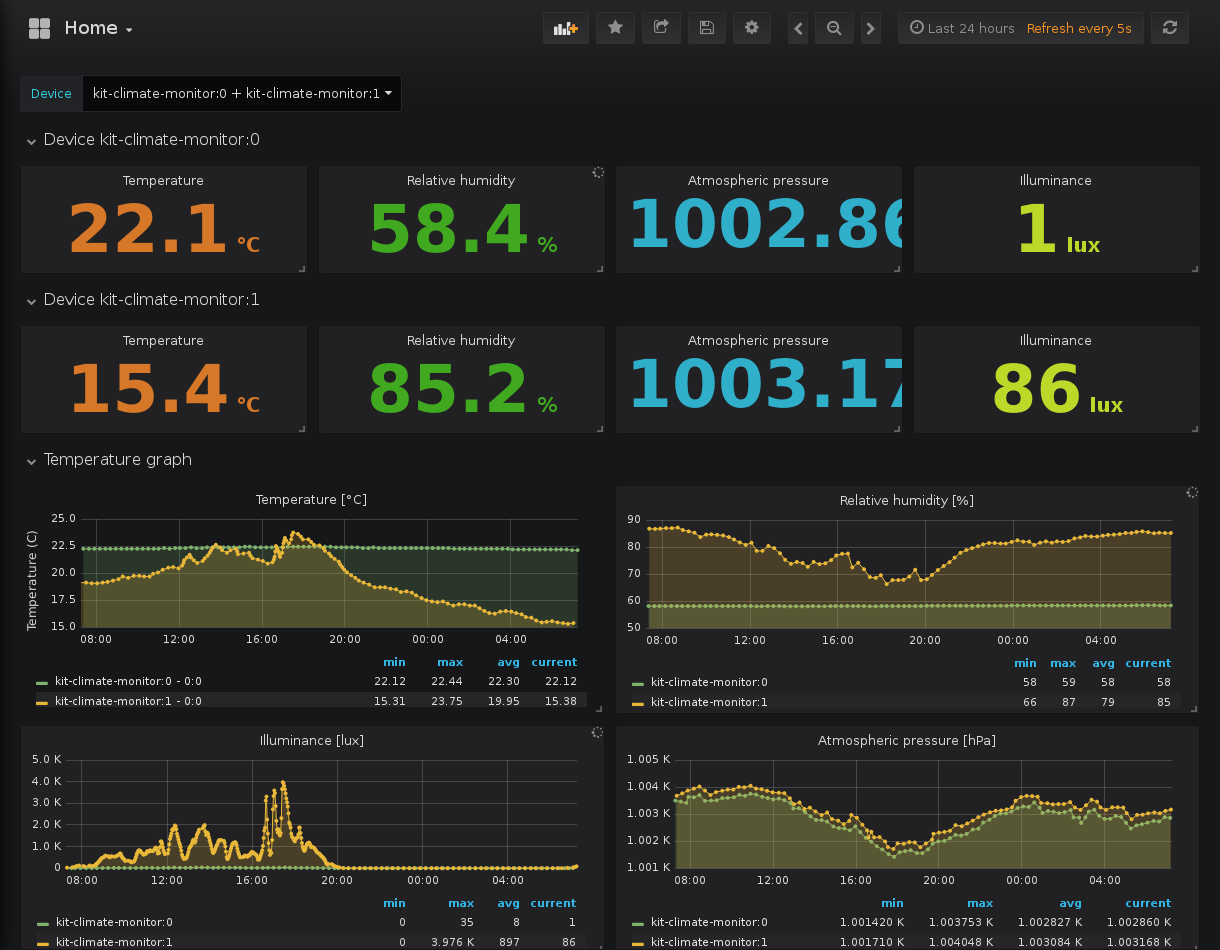 Home
Last 24 hours Refresh every 5s
Device kit-climate-monitor:0 + kit-climate-monitor:1
Device kit-climate-monitor:0
Temperature Relative humidity Atmospheric pressure Illuminance
22.1 °C 58.4 % 1002.86 1 lux
Device kit-climate-monitor:1
Temperature Relative humidity Atmospheric pressure Illuminance
15.4 °C 85.2 % 1003.17 86 lux
Temperature graph
Temperature [°C]
Temperature (C)
25.0
22.5
20.0
17.5
15.0
08:00 12:00 16:00 20:00 00:00 04:00
min max avg current
kit-climate-monitor:0 - 0:0 22.12 22.44 22.30 22.12
kit-climate-monitor:1 - 0:0 15.31 23.75 19.95 15.38
Relative humidity [%]
90
80
70
60
50
08:00 12:00 16:00 20:00 00:00 04:00
min max avg current
kit-climate-monitor:0 58 59 58 58
kit-climate-monitor:1 66 87 79 85
Illuminance [lux]
5.0 K
4.0 K
3.0 K
2.0 K
1.0 K
0
08:00 12:00 16:00 20:00 00:00 04:00
min max avg current
kit-climate-monitor:0 0 35 8 1
kit-climate-monitor:1 0 3.976 K 897 86
Atmospheric pressure [hPa]
1.005 K
1.004 K
1.003 K
1.002 K
1.001 K
08:00 12:00 16:00 20:00 00:00 04:00
min max avg current
kit-climate-monitor:0 1.001420 K 1.003753 K 1.002827 K 1.002860 K
kit-climate-monitor:1 1.001710 K 1.004048 K 1.003084 K 1.003168 K